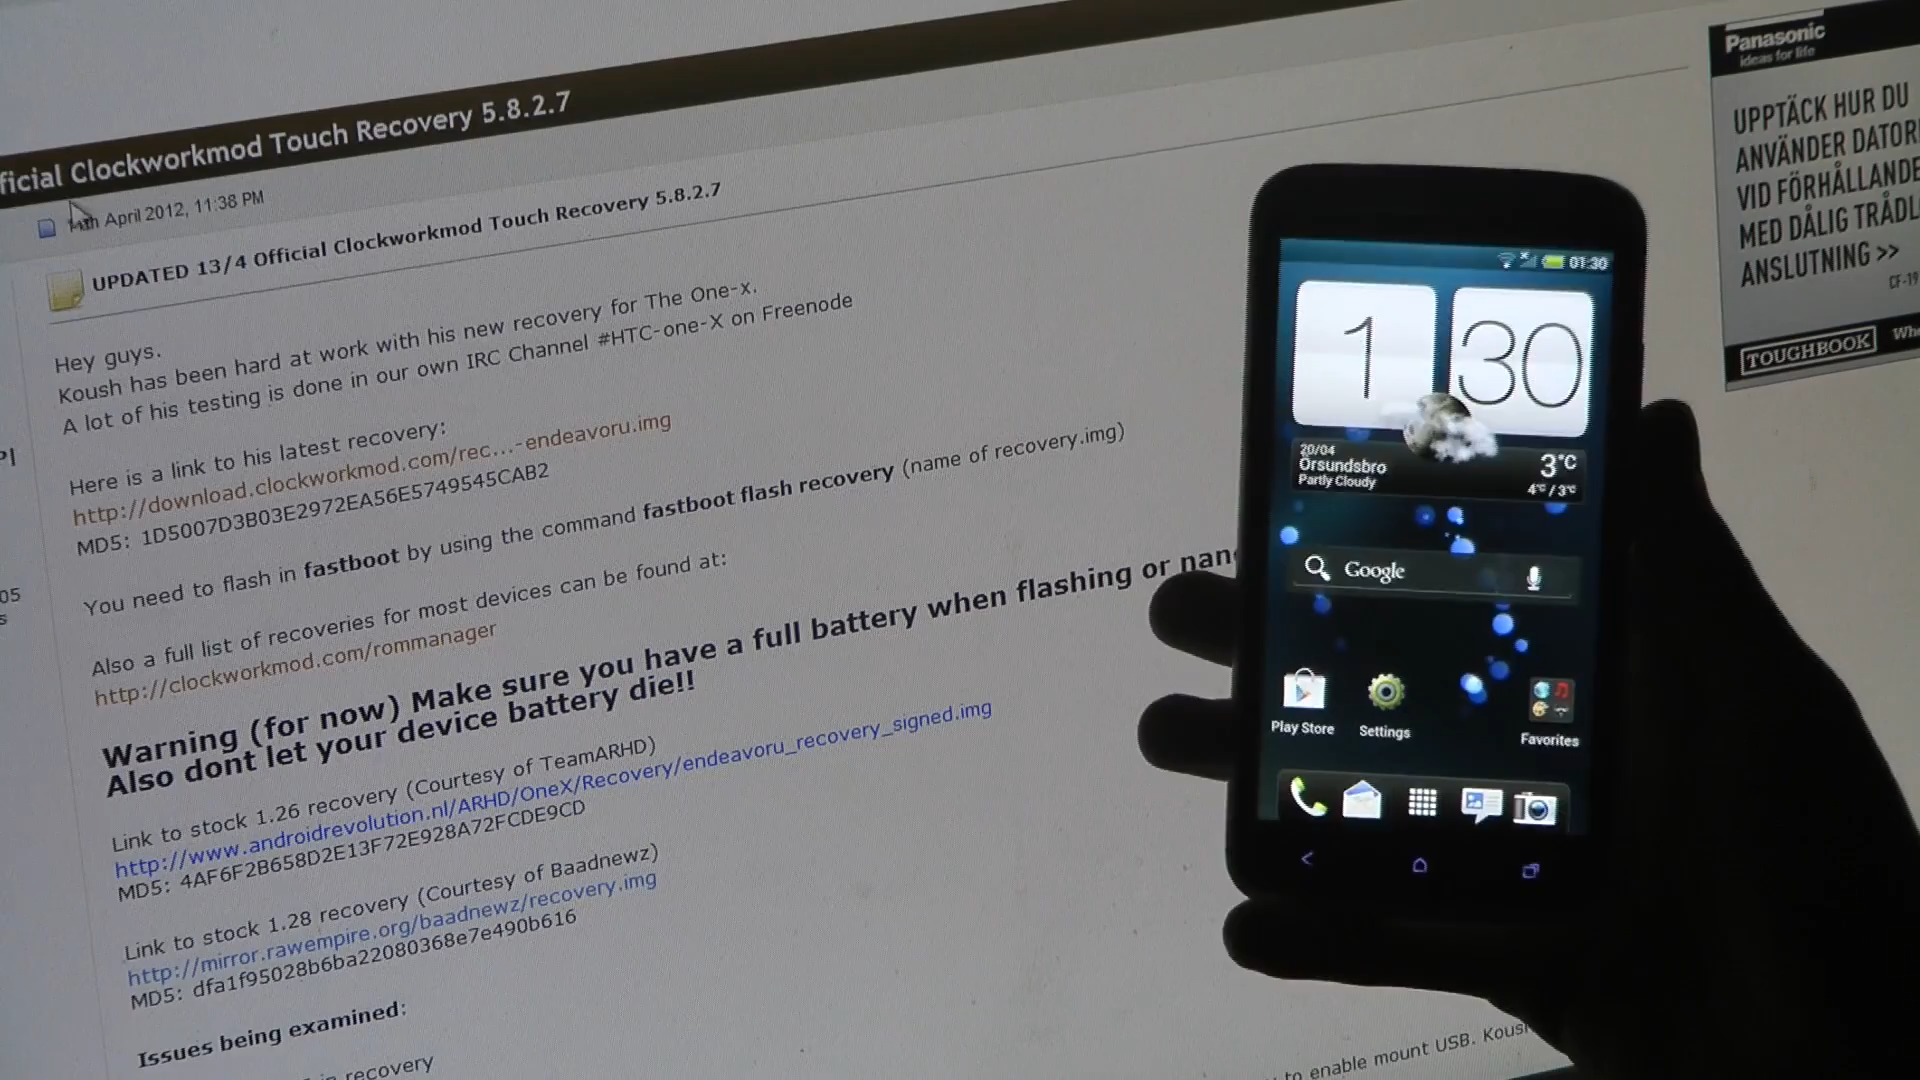 ficial Clockworkmod Touch Recovery 5.8.2.7
14th April 2012, 11:38 PM
UPDATED 13/4 Official Clockworkmod Touch Recovery 5.8.2.7
Hey guys.
Koush has been hard at work with his new recovery for The One-x.
A lot of his testing is done in our own IRC Channel #HTC-one-X on Freenode
Here is a link to his latest recovery:
http://download.clockworkmod.com/rec...-endeavoru.img
MD5: 1D5007D3B03E2972EA56E5749545CAB2
You need to flash in fastboot by using the command fastboot flash recovery (name of recovery.img)
Also a full list of recoveries for most devices can be found at:
http://clockworkmod.com/rommanager
Warning (for now) Make sure you have a full battery when flashing or nan
Also dont let your device battery die!!
Link to stock 1.26 recovery (Courtesy of TeamARHD)
http://www.androidrevolution.nl/ARHD/OneX/Recovery/endeavoru_recovery_signed.img
MD5: 4AF6F2B658D2E13F72E928A72FCDE9CD
Link to stock 1.28 recovery (Courtesy of Baadnewz)
http://mirror.rawempire.org/baadnewz/recovery.img
MD5: dfa1f95028b6ba22080368e7e490b616
Issues being examined:
recovery
to enable mount USB. Kous
05
s
Panasonic
ideas for life
UPPTÄCK HUR DU
ANVÄNDER DATOR
VID FÖRHÅLLANDE
MED DÅLIG TRÅDL
ANSLUTNING >>
CF-19
TOUGHBOOK
01:30
1 30
20/04
Örsundsbro
Partly Cloudy
3°C
4°/3°C
Google
Play Store
Settings
Favorites